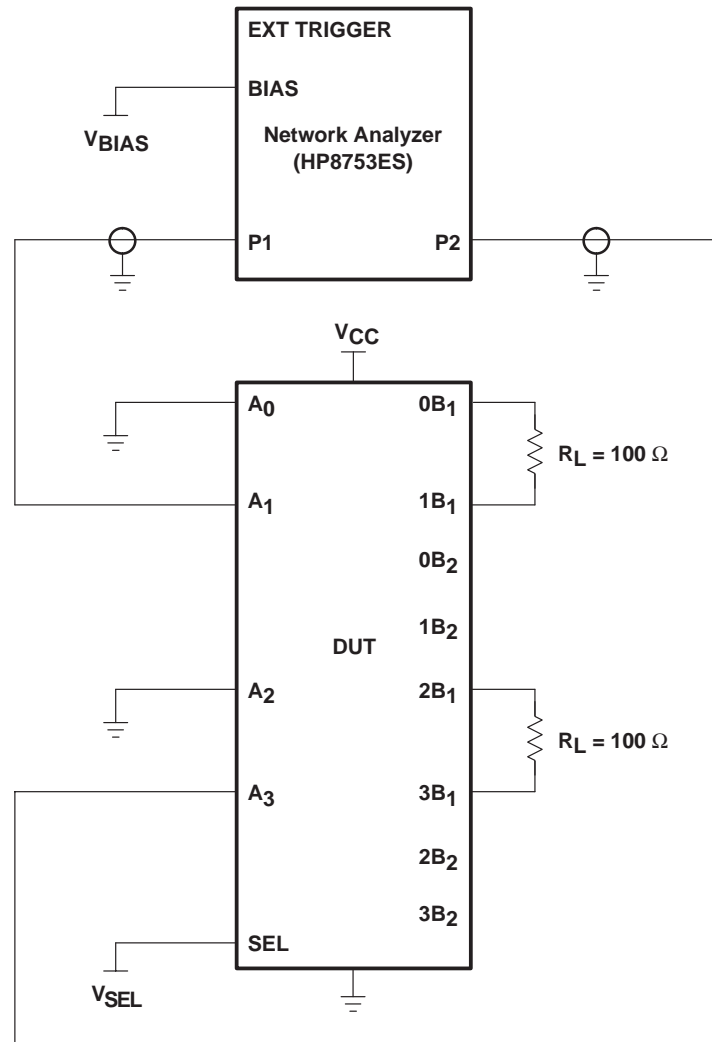 EXT TRIGGER
BIAS
VBIAS
Network Analyzer
(HP8753ES)
P1
P2
VCC
A0
0B1
RL = 100 Ω
A1
1B1
0B2
1B2
DUT
A2
2B1
RL = 100 Ω
A3
3B1
2B2
3B2
SEL
VSEL